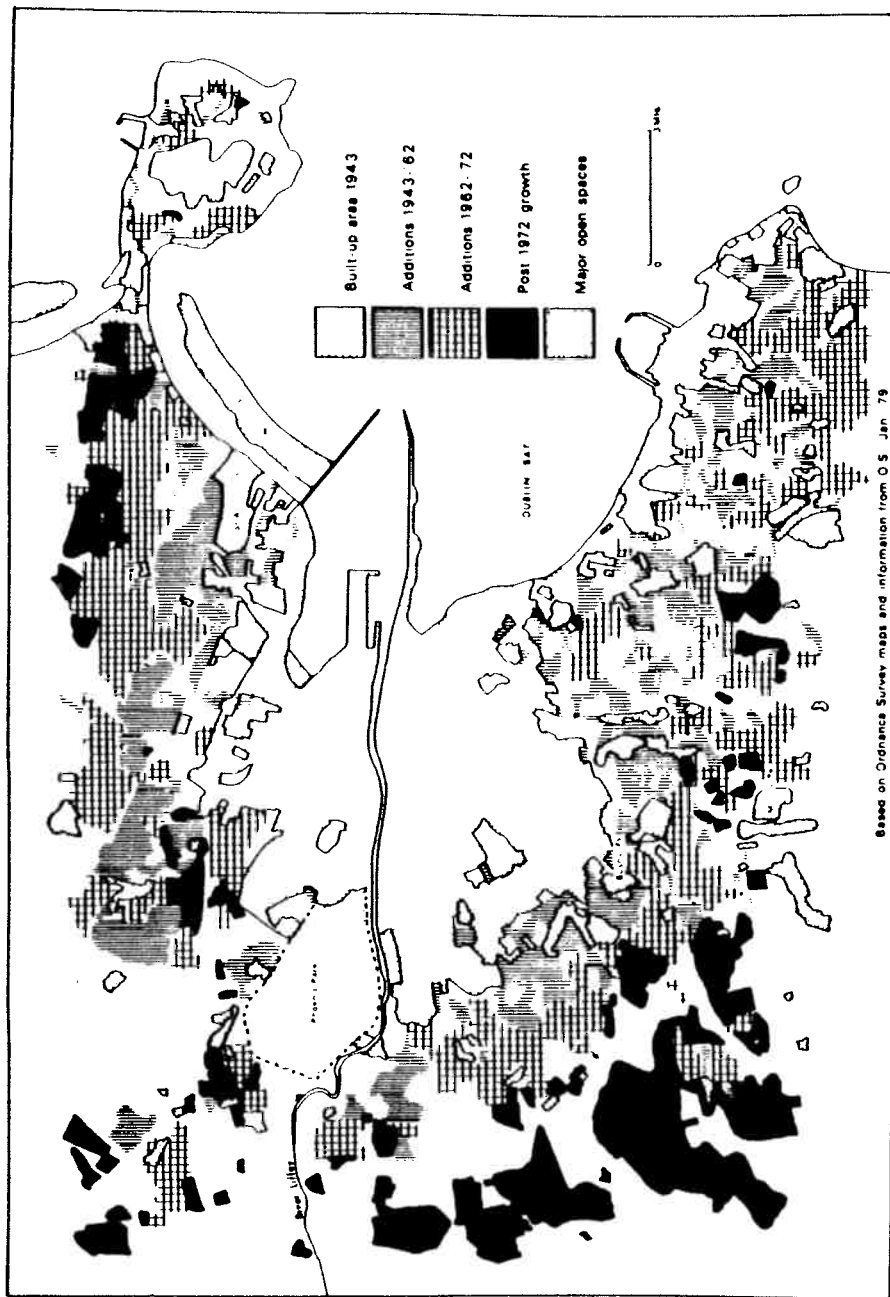 Built-up area 1943
Additions 1943-'62
Additions 1962-72
Post 1972 growth
Major open spaces
0
DUBLIN BAY
Phoenix Park
River Liffey
Based on Ordnance Survey maps and information from O.S. Jan 79